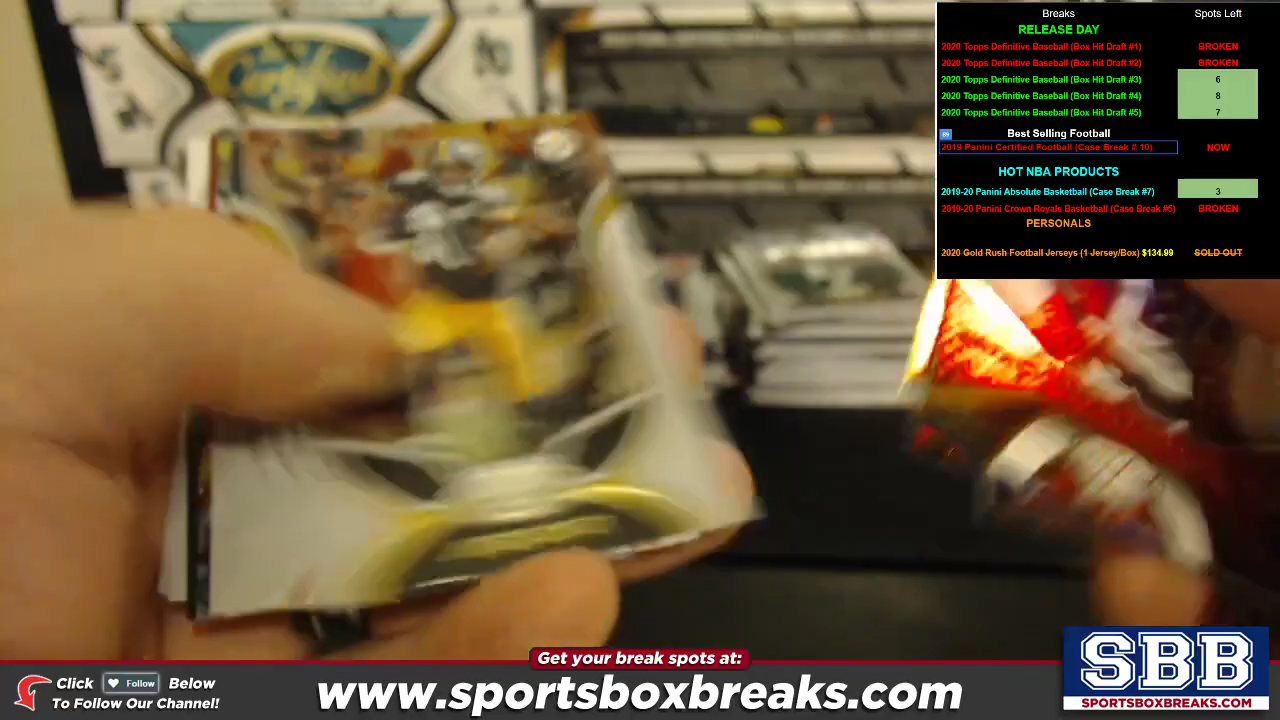 Breaks Spots Left
RELEASE DAY
2020 Topps Definitive Baseball (Box Hit Draft #1) BROKEN
2020 Topps Definitive Baseball (Box Hit Draft #2) BROKEN
2020 Topps Definitive Baseball (Box Hit Draft #3) 6
2020 Topps Definitive Baseball (Box Hit Draft #4) 8
2020 Topps Definitive Baseball (Box Hit Draft #5) 7
Best Selling Football
2019 Panini Certified Football (Case Break # 10) NOW
HOT NBA PRODUCTS
2019-20 Panini Absolute Basketball (Case Break #7) 3
2019-20 Panini Crown Royale Basketball (Case Break #5) BROKEN
PERSONALS
2020 Gold Rush Football Jerseys (1 Jersey/Box) $134.99 SOLD OUT
Get your break spots at:
Click Follow Below
To Follow Our Channel!
www.sportsboxbreaks.com
SBB
SPORTSBOXBREAKS.COM